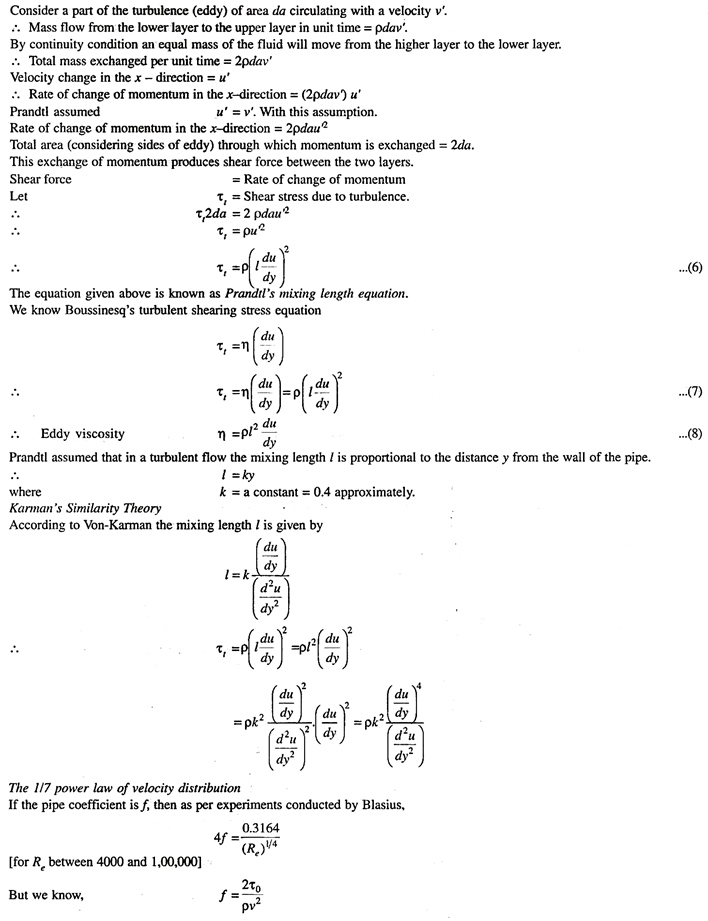 Consider a part of the turbulence (eddy) of area da circulating with a velocity v'.
∴ Mass flow from the lower layer to the upper layer in unit time = ρdav'.
By continuity condition an equal mass of the fluid will move from the higher layer to the lower layer.
∴ Total mass exchanged per unit time = 2ρdav'
Velocity change in the x – direction = u'
∴ Rate of change of momentum in the x–direction = (2ρdav') u'
Prandtl assumed u' = v'. With this assumption.
Rate of change of momentum in the x–direction = 2ρdau'²
Total area (considering sides of eddy) through which momentum is exchanged = 2da.
This exchange of momentum produces shear force between the two layers.
Shear force = Rate of change of momentum
Let τₜ = Shear stress due to turbulence.
∴ τₜ2da = 2 ρdau'²
∴ τₜ = ρu'²
∴ τₜ = ρ(l du/dy)² ...(6)
The equation given above is known as Prandtl's mixing length equation.
We know Boussinesq's turbulent shearing stress equation
τₜ = η(du/dy)
∴ τₜ = η(du/dy) = ρ(l du/dy)² ...(7)
∴ Eddy viscosity η = ρl² du/dy ...(8)
Prandtl assumed that in a turbulent flow the mixing length l is proportional to the distance y from the wall of the pipe.
∴ l = ky
where k = a constant = 0.4 approximately.
Karman's Similarity Theory
According to Von-Karman the mixing length l is given by
l = k (du/dy)/(d²u/dy²)
∴ τₜ = ρ(l du/dy)² = ρl²(du/dy)²
= ρk² (du/dy)²/(d²u/dy²)² . (du/dy)² = ρk² (du/dy)⁴/(d²u/dy²)
The 1/7 power law of velocity distribution
If the pipe coefficient is f, then as per experiments conducted by Blasius,
4f = 0.3164/(Rₑ)^1/4
[for Rₑ between 4000 and 1,00,000]
But we know, f = 2τ₀/ρv²